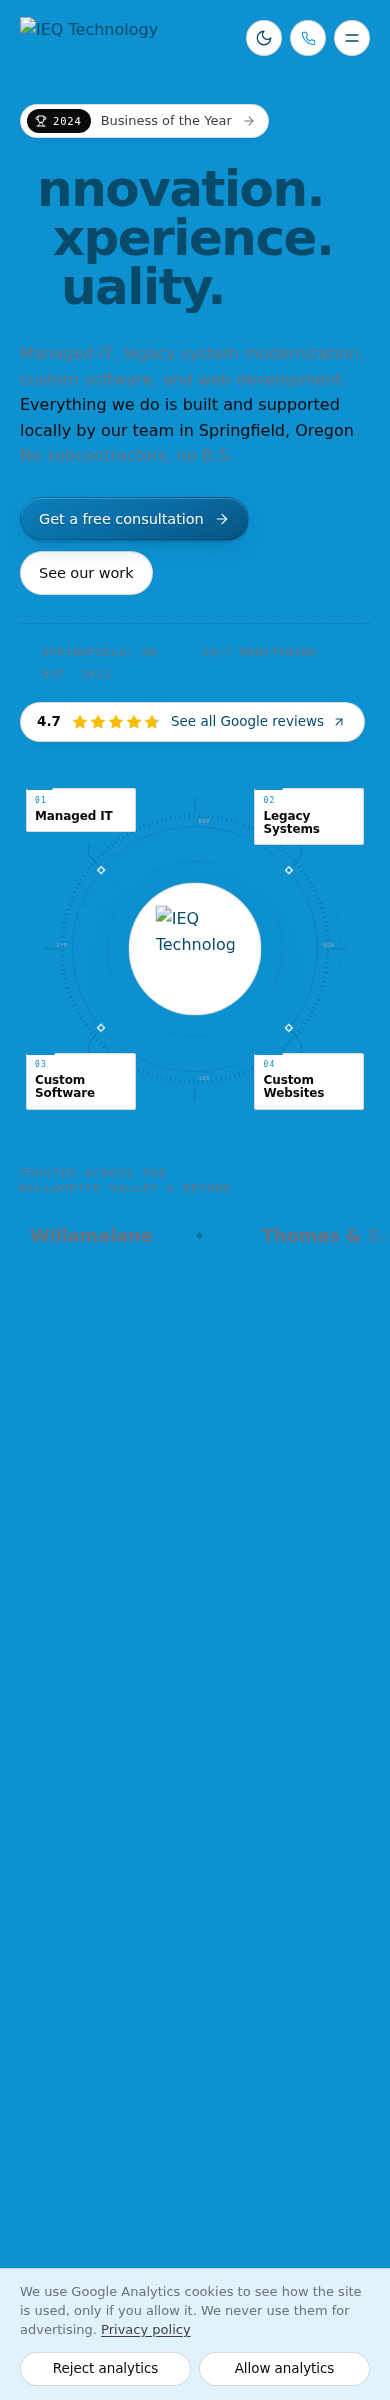 IEQ Technology
2024 Business of the Year
nnovation.
xperience.
uality.
Managed IT, legacy system modernization,
custom software, and web development.
Everything we do is built and supported
locally by our team in Springfield, Oregon
No subcontractors, no B.S.
Get a free consultation
See our work
4.7 See all Google reviews
01
Managed IT
02
Legacy
Systems
IEQ
Technolog
03
Custom
Software
04
Custom
Websites
Willamalane
Thomas & S
We use Google Analytics cookies to see how the site
is used, only if you allow it. We never use them for
advertising. Privacy policy
Reject analytics
Allow analytics